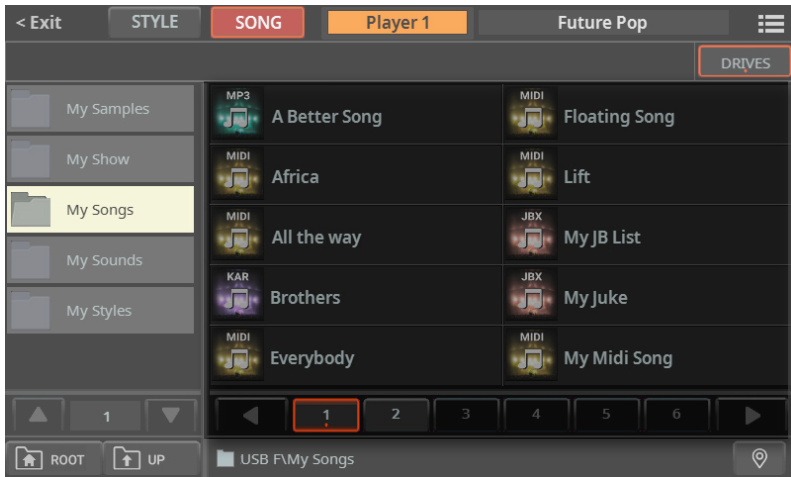 < Exit STYLE SONG Player 1 Future Pop
DRIVES
My Samples
My Show
My Songs
My Sounds
My Styles
MP3 A Better Song
MIDI Floating Song
MIDI Africa
MIDI Lift
MIDI All the way
JBX My JB List
KAR Brothers
JBX My Juke
MIDI Everybody
MIDI My Midi Song
1 1 2 3 4 5 6
ROOT UP USB F\My Songs